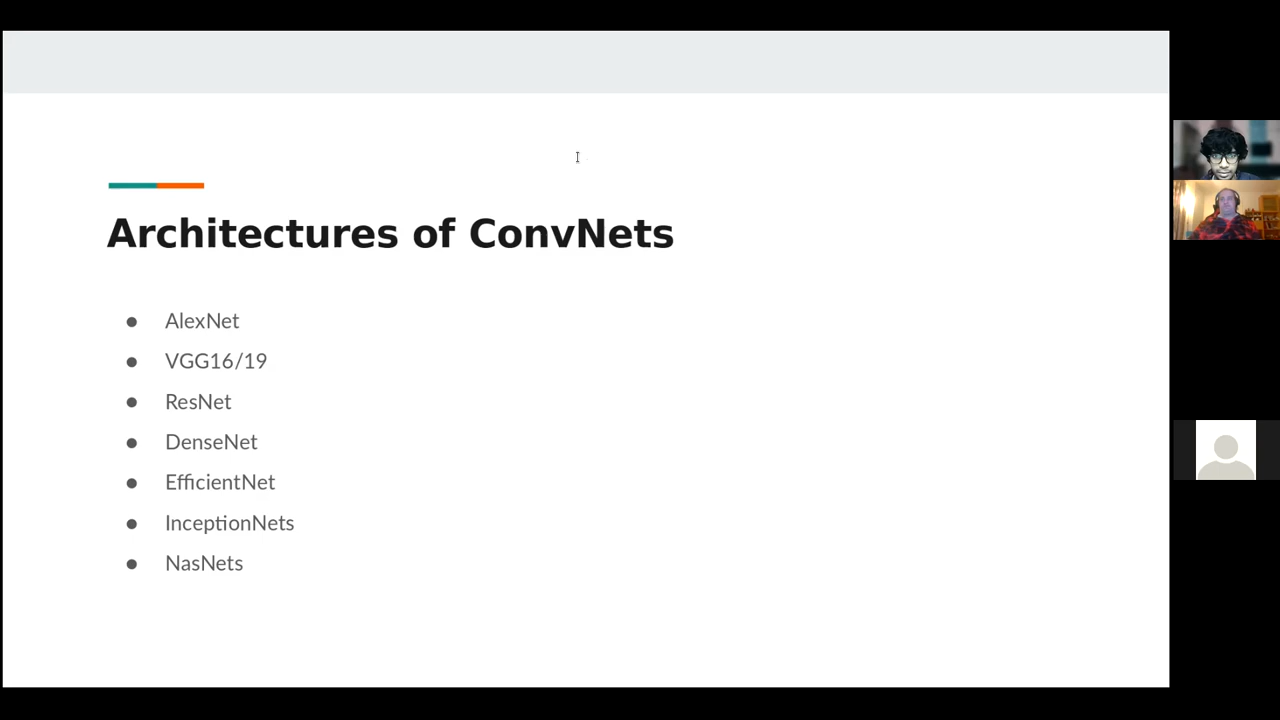 Architectures of ConvNets
● AlexNet
● VGG16/19
● ResNet
● DenseNet
● EfficientNet
● InceptionNets
● NasNets